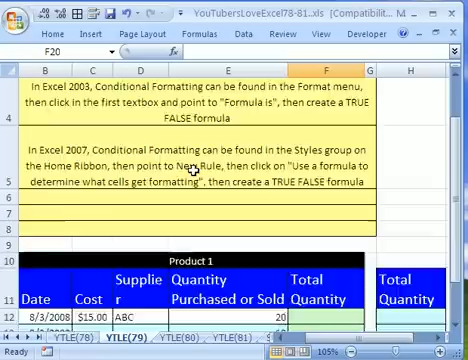 YouTubersLoveExcel78-81...xls [Compatibilit...
Home Insert Page Layout Formulas Data Review View Developer
F20
B C D E F G H
4 In Excel 2003, Conditional Formatting can be found in the Format menu,
then click in the first textbox and point to "Formula is", then create a TRUE
FALSE formula
5 In Excel 2007, Conditional Formatting can be found in the Styles group on
the Home Ribbon, then point to New Rule, then click on "Use a formula to
determine what cells get formatting", then create a TRUE FALSE formula
6
7
8
9
10 Product 1
11 Date Cost Supplie
r Quantity
Purchased or Sold Total
Quantity Total
Quantity
12 8/3/2008 $15.00 ABC 20
YTLE(78) YTLE(79) YTLE(80) YTLE(81)
Ready 105%